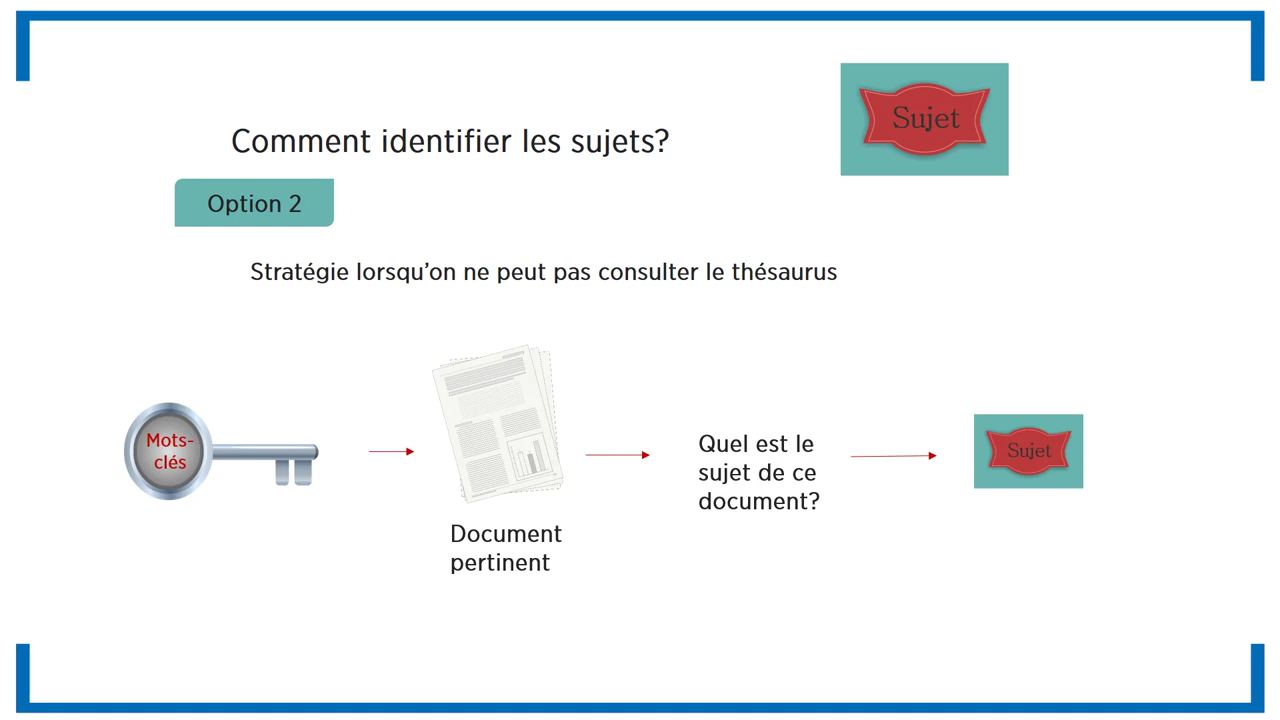 Sujet
Comment identifier les sujets?
Option 2
Stratégie lorsqu'on ne peut pas consulter le thésaurus
Mots-
clés
Document
pertinent
Quel est le
sujet de ce
document?
Sujet